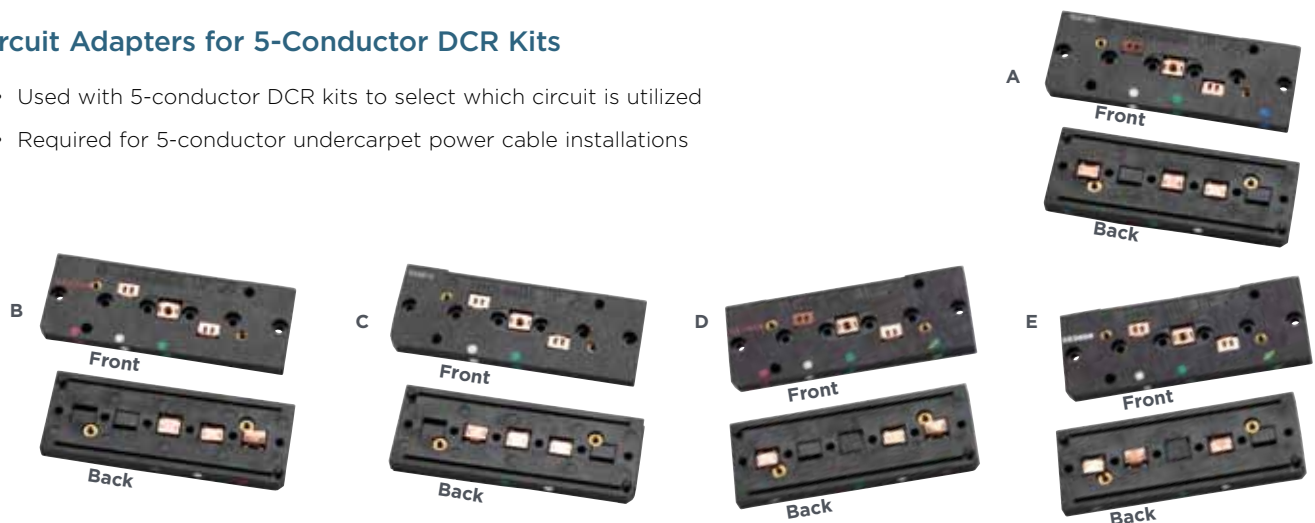 rcuit Adapters for 5-Conductor DCR Kits
• Used with 5-conductor DCR kits to select which circuit is utilized
• Required for 5-conductor undercarpet power cable installations
A
Front
Back
B
Front
Back
C
Front
Back
D
Front
Back
E
Front
Back